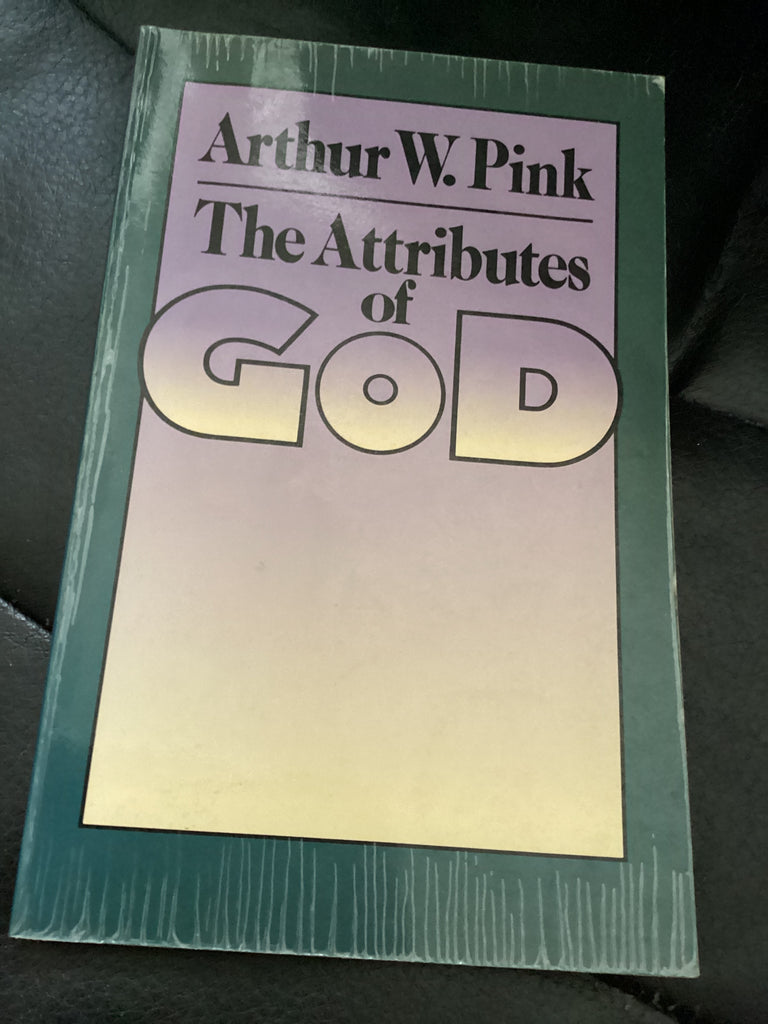 Arthur W. Pink
The Attributes
of
GOD